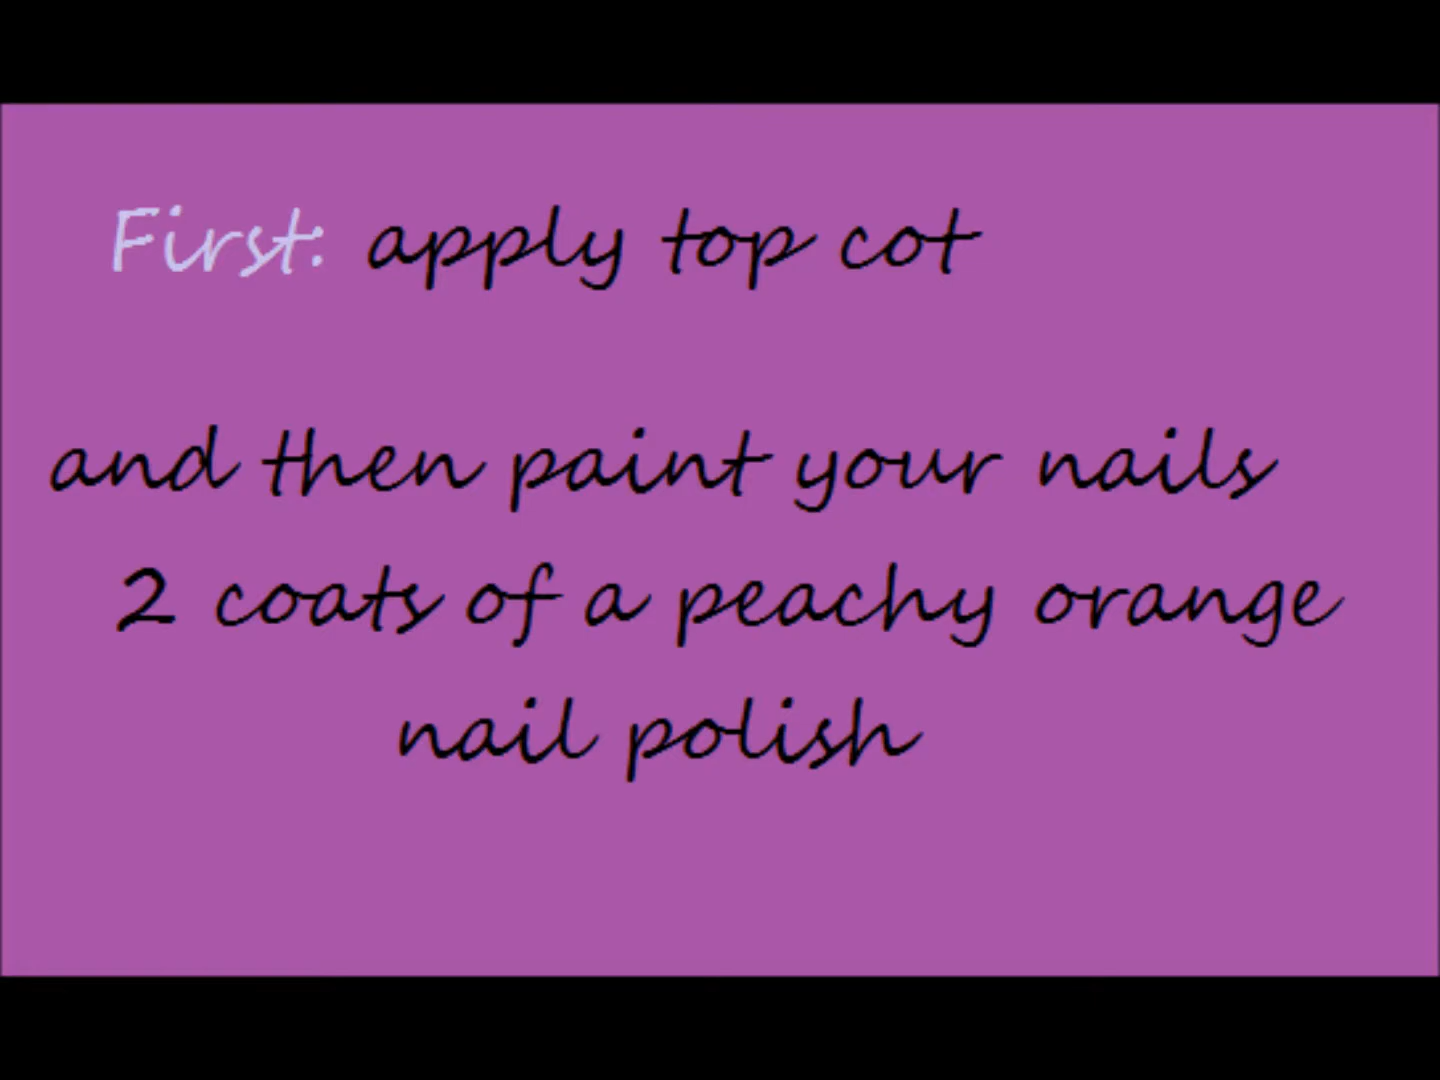 First: apply top cot
and then paint your nails
2 coats of a peachy orange
nail polish